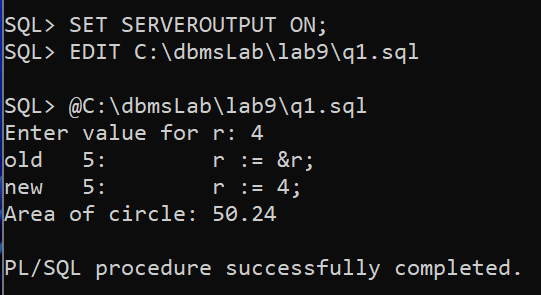 SQL> SET SERVEROUTPUT ON;
SQL> EDIT C:\dbmsLab\lab9\q1.sql
SQL> @C:\dbmsLab\lab9\q1.sql
Enter value for r: 4
old   5:        r := &r;
new   5:        r := 4;
Area of circle: 50.24
PL/SQL procedure successfully completed.